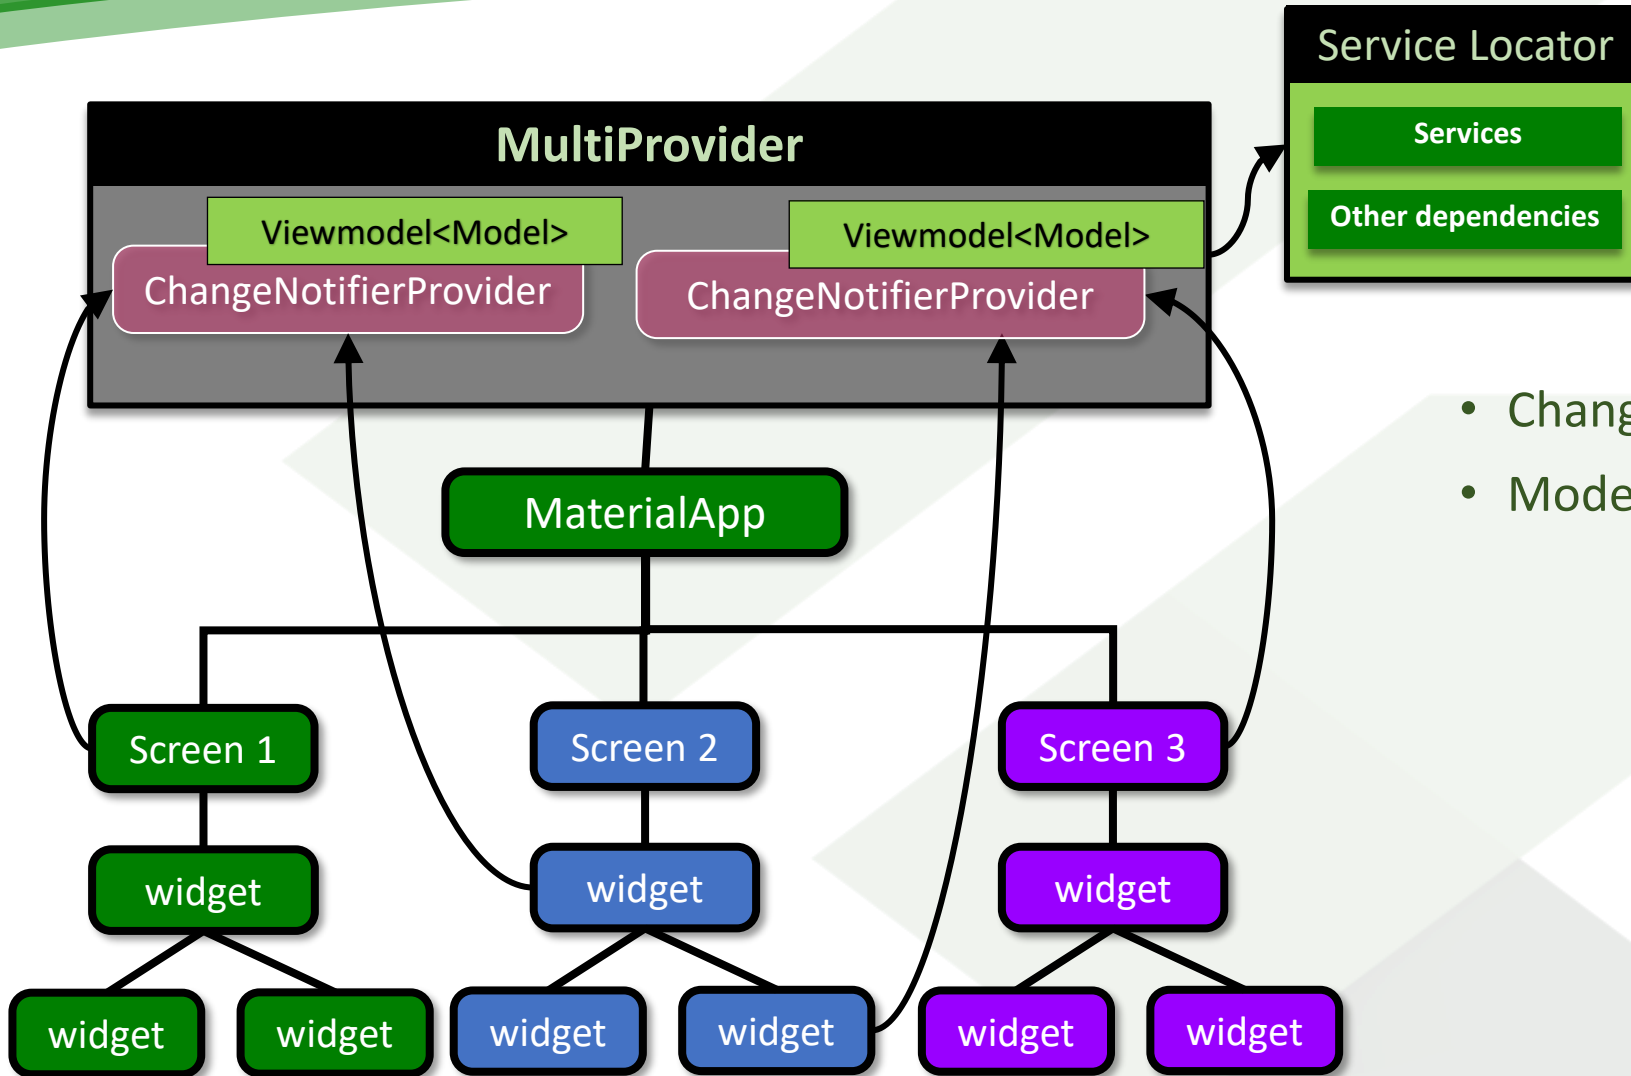 Service Locator
Services
Other dependencies
MultiProvider
Viewmodel<Model>
Viewmodel<Model>
ChangeNotifierProvider
ChangeNotifierProvider
MaterialApp
Screen 1
Screen 2
Screen 3
widget
widget
widget
widget
widget
widget
widget
widget
widget